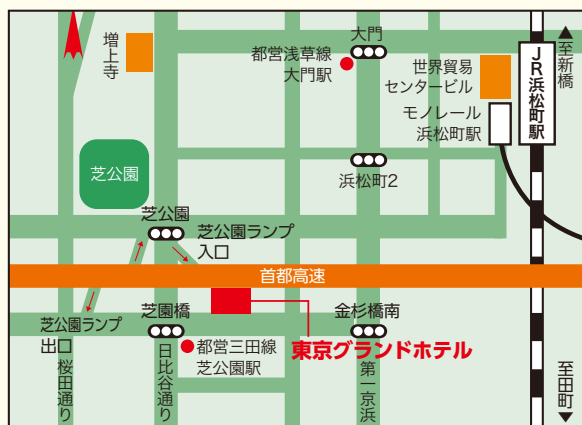 増上寺
都営浅草線
大門駅
大門
世界貿易
センタービル
JR浜松町駅
▲至新橋
モノレール
浜松町駅
芝公園
浜松町2
芝公園
芝公園ランプ
入口
首都高速
芝公園ランプ
出口
芝園橋
金杉橋南
都営三田線
芝公園駅
東京グランドホテル
桜田通り
日比谷通り
第一京浜
至田町▼